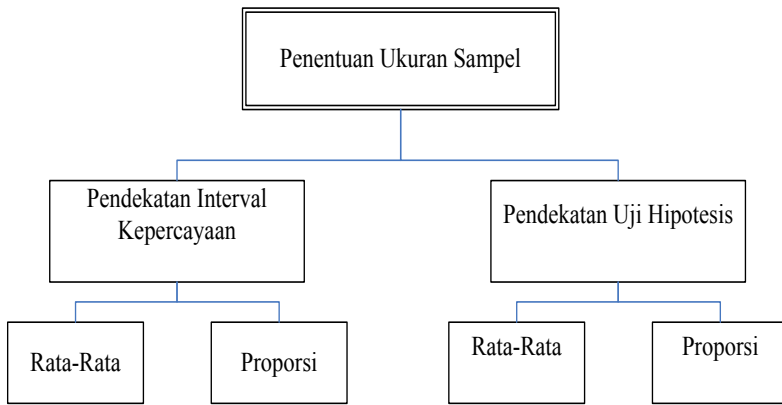 Penentuan Ukuran Sampel
Pendekatan Interval
Kepercayaan
Pendekatan Uji Hipotesis
Rata-Rata
Proporsi
Rata-Rata
Proporsi